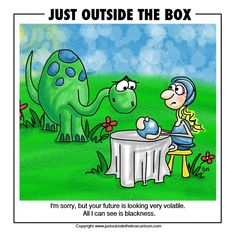 JUST OUTSIDE THE BOX
I'm sorry, but your future is looking very volatile.
All I can see is blackness.
Copyright www.justoutsidetheboxcartoon.com